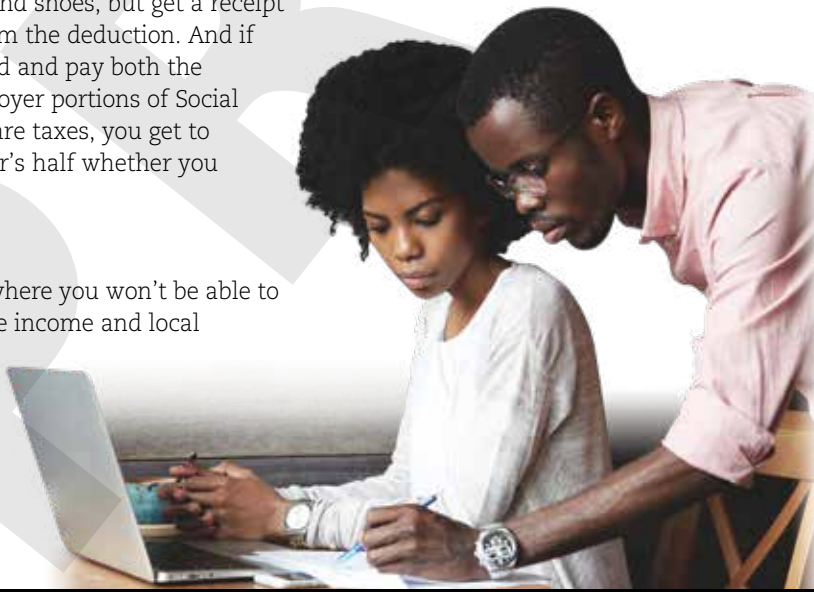 nd shoes, but get a receipt
m the deduction. And if
d and pay both the
oyer portions of Social
are taxes, you get to
r's half whether you
where you won't be able to
e income and local